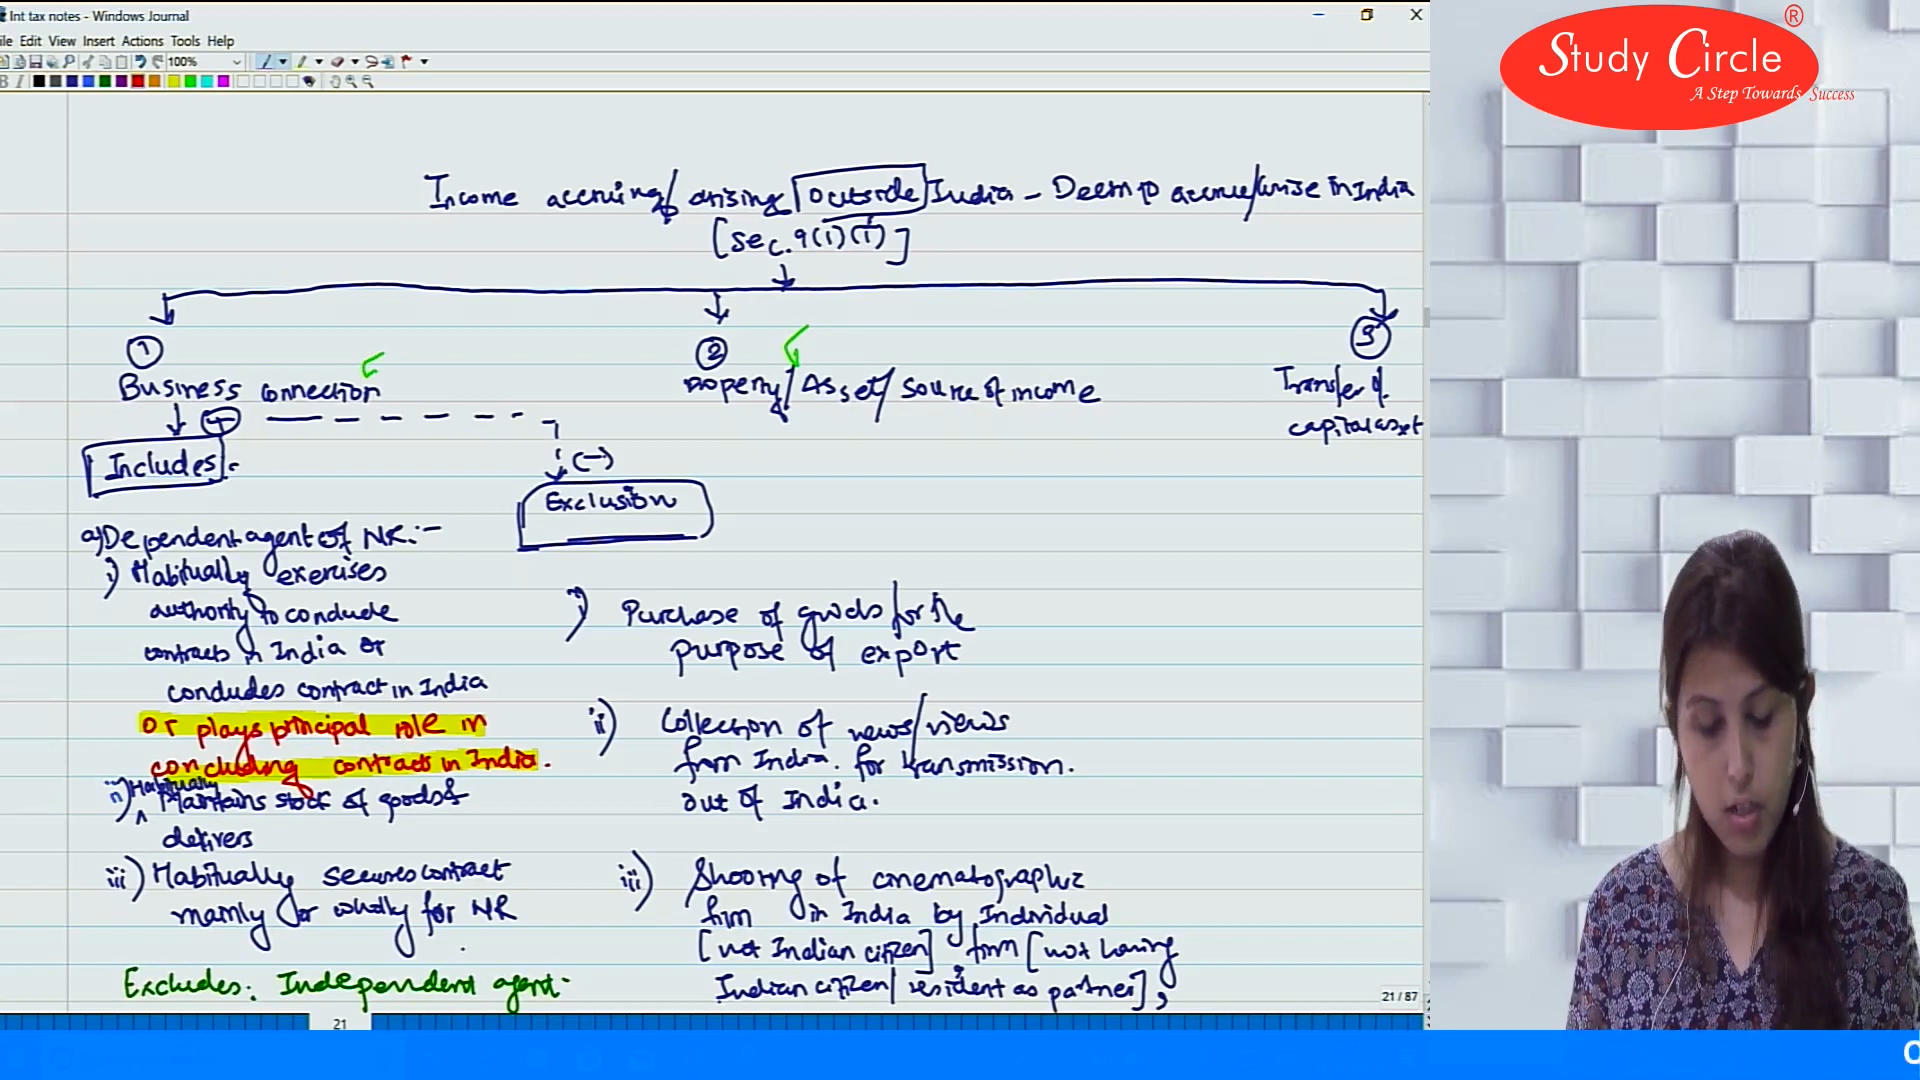 Int tax notes - Windows Journal
ile Edit View Insert Actions Tools Help
100%
B I
Study Circle ®
A Step Towards Success
Income accruing/ arising outside India - Deem to accrue/arise in India
[Sec. 9(1)(i)]
1
Business connection
2
Property/ Asset/ Source of income
3
Transfer of
capital asset
+
Includes.
(-)
Exclusion
a) Dependent agent of NR:-
i) Habitually exercises
authority to conclude
contracts in India or
concludes contract in India
or plays principal role in
concluding contracts in India.
ii) Habitually
Maintains stock of goods &
delivers
iii) Habitually secures contract
mainly or wholly for NR
Excludes: Independent agent.
i) Purchase of goods for the
purpose of export
ii) Collection of news/views
from India. for transmission.
out of India.
iii) Shooting of cinematographic
film in India by Individual
[not Indian citizen] firm [not having
Indian citizen/ resident as partner],
21 / 87
21